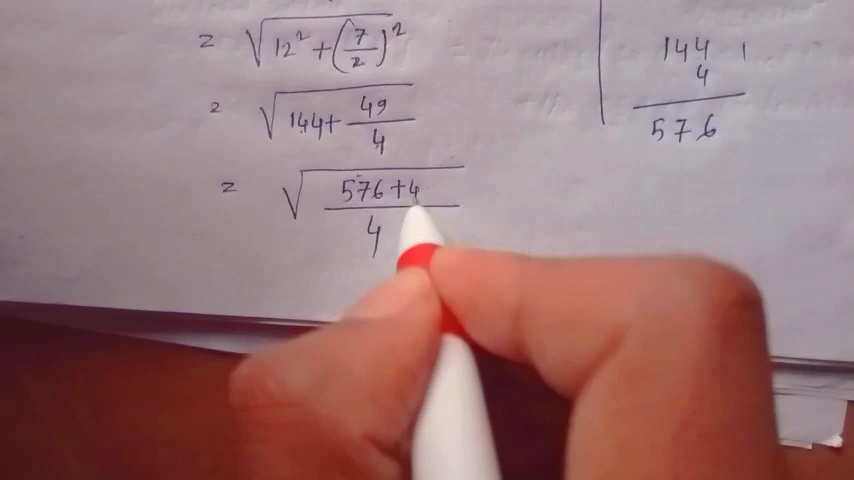 = √12² + (7/2)²
= √144 + 49/4
= √576 + 4/4
144
4
576